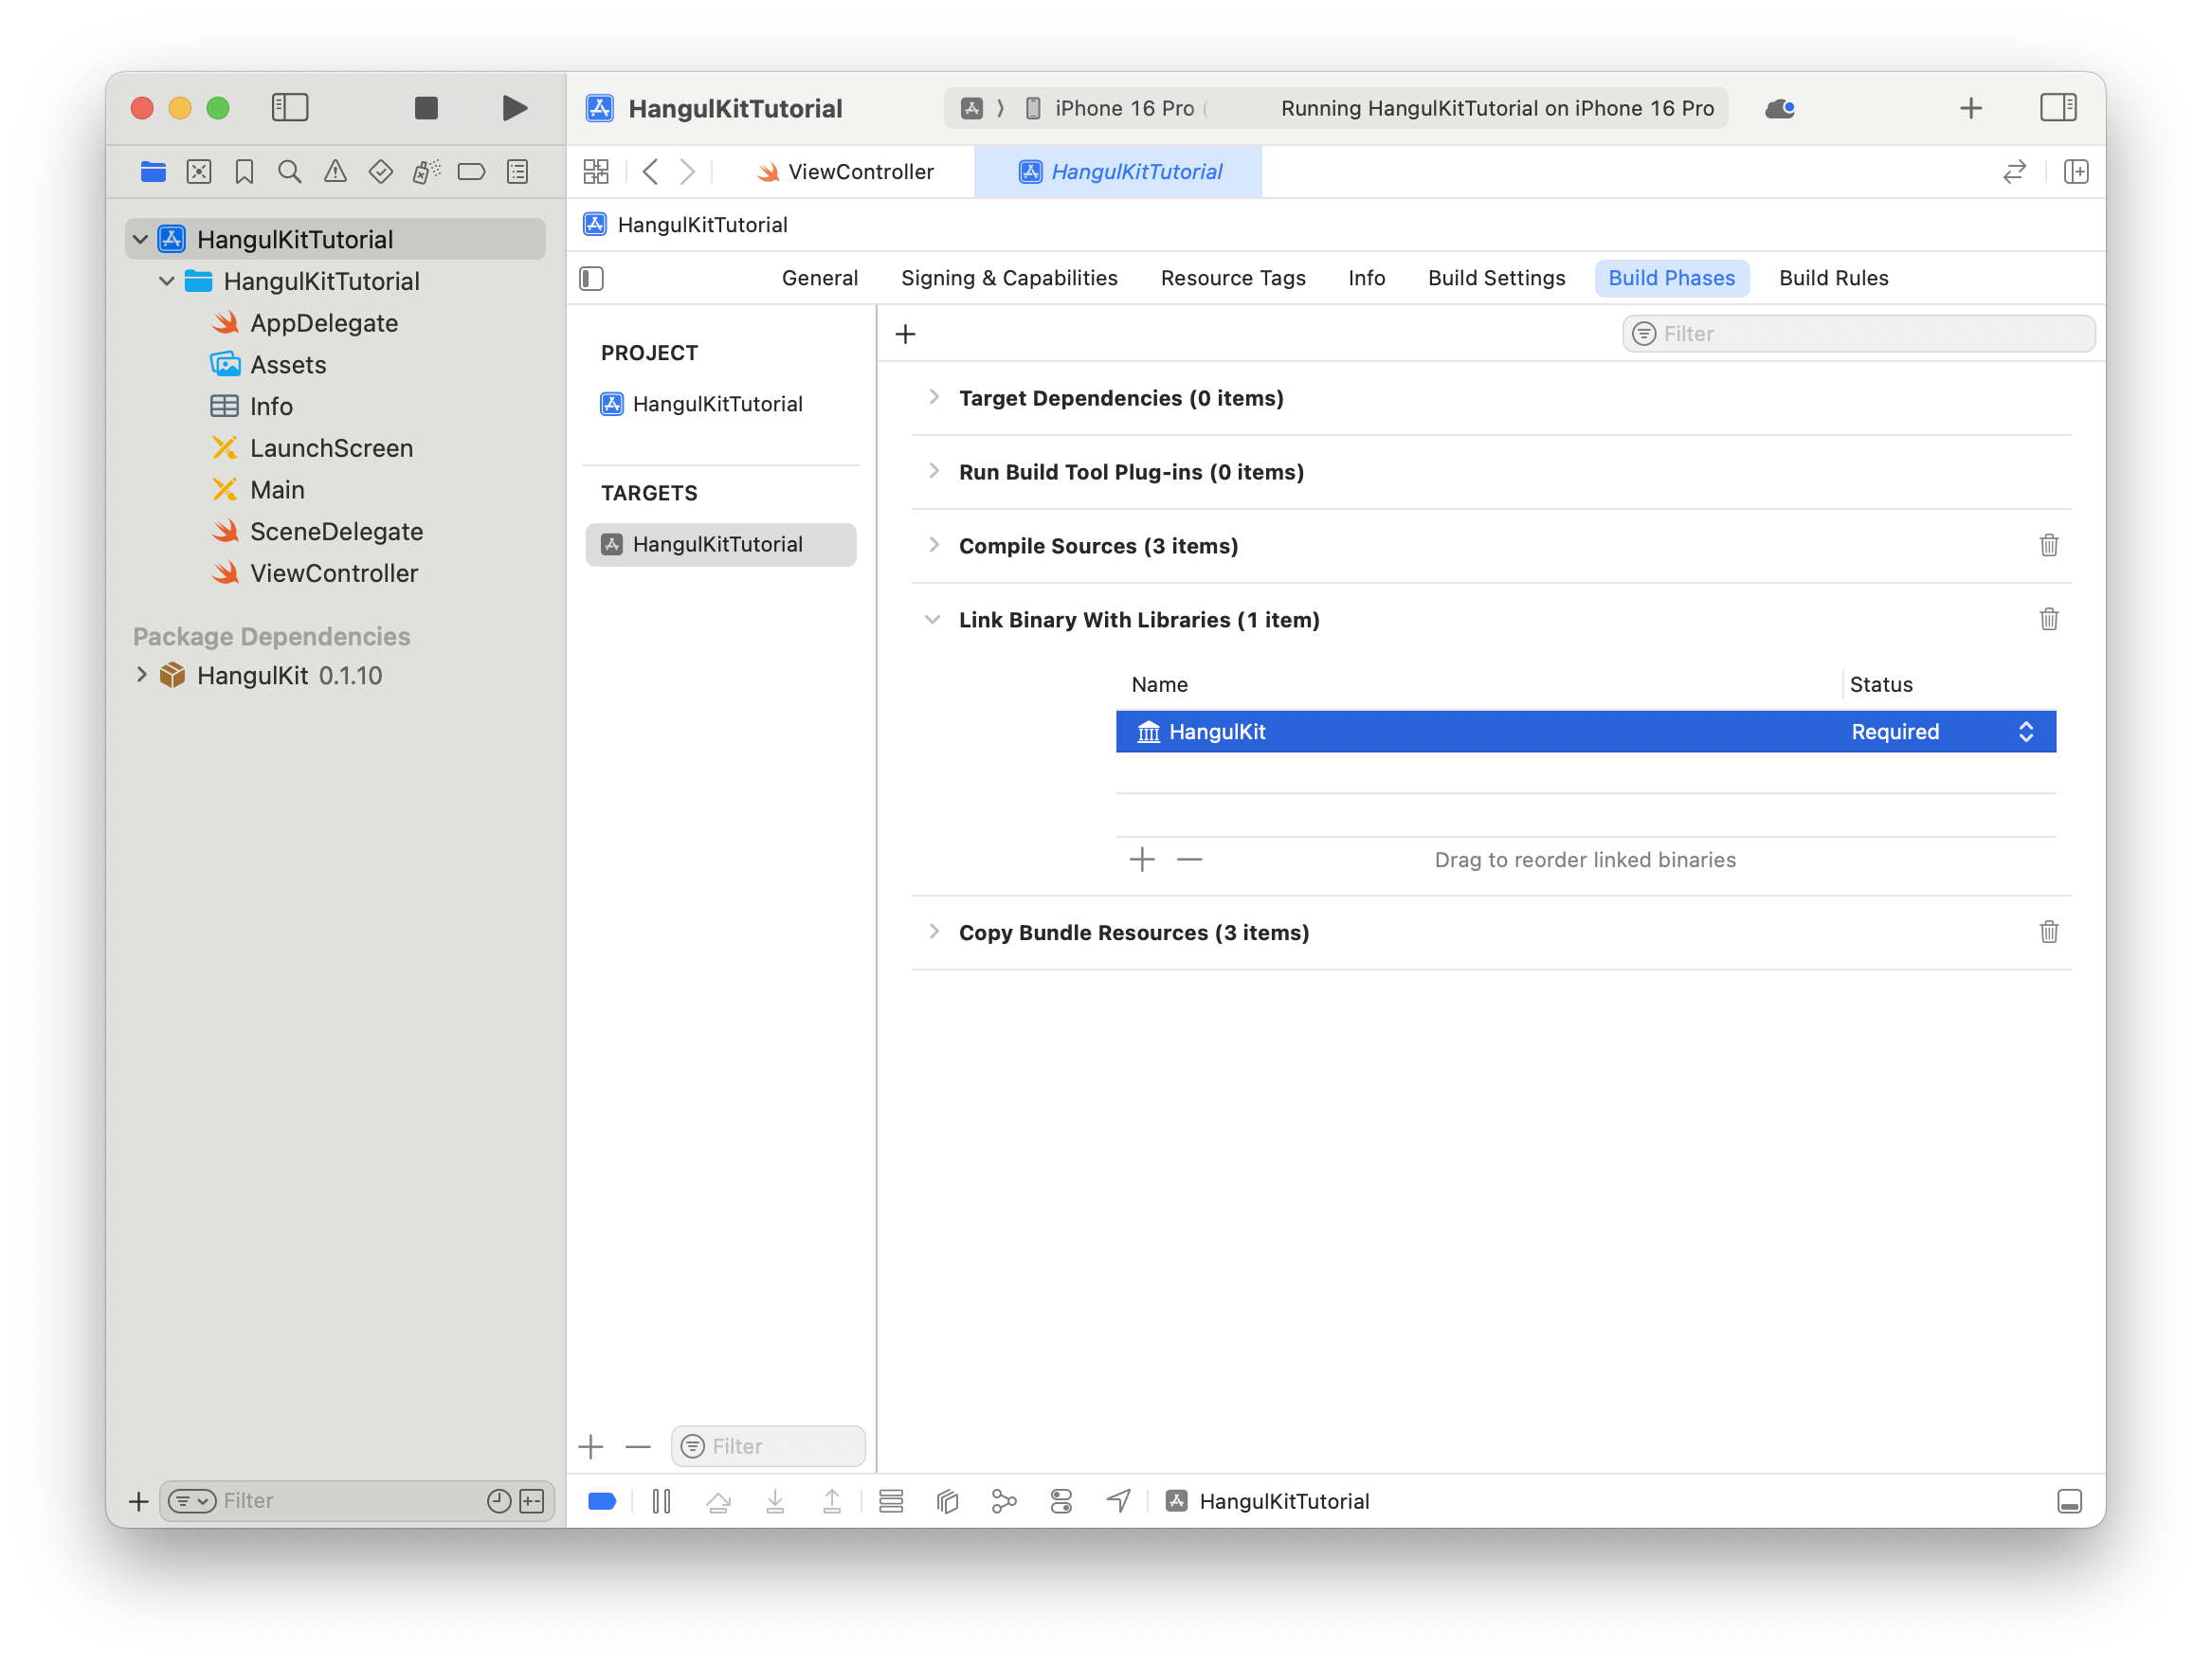 HangulKitTutorial
iPhone 16 Pro
Running HangulKitTutorial on iPhone 16 Pro
ViewController
HangulKitTutorial
HangulKitTutorial
HangulKitTutorial
HangulKitTutorial
AppDelegate
Assets
Info
LaunchScreen
Main
SceneDelegate
ViewController
Package Dependencies
HangulKit 0.1.10
Filter
General
Signing & Capabilities
Resource Tags
Info
Build Settings
Build Phases
Build Rules
PROJECT
HangulKitTutorial
TARGETS
HangulKitTutorial
Filter
Filter
Target Dependencies (0 items)
Run Build Tool Plug-ins (0 items)
Compile Sources (3 items)
Link Binary With Libraries (1 item)
Name Status
HangulKit Required
Drag to reorder linked binaries
Copy Bundle Resources (3 items)
HangulKitTutorial